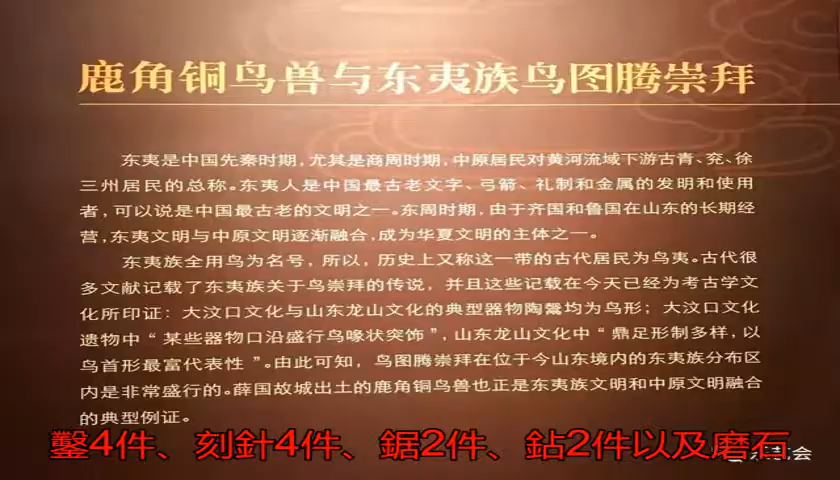 鹿角铜鸟兽与东夷族鸟图腾崇拜
东夷是中国先秦时期，尤其是商周时期，中原居民对黄河流域下游古青、兖、徐
三州居民的总称。东夷人是中国最古老文字、弓箭、礼制和金属的发明和使用
者，可以说是中国最古老的文明之一。东周时期，由于齐国和鲁国在山东的长期经
营，东夷文明与中原文明逐渐融合，成为华夏文明的主体之一。
东夷族全用鸟为名号，所以，历史上又称这一带的古代居民为鸟夷。古代很
多文献记载了东夷族关于鸟崇拜的传说，并且这些记载在今天已经为考古学文
化所印证：大汶口文化与山东龙山文化的典型器物陶鬶均为鸟形；大汶口文化
遗物中“某些器物口沿盛行鸟喙状突饰”，山东龙山文化中“鼎足形制多样，以
鸟首形最富代表性”。由此可知，鸟图腾崇拜在位于今山东境内的东夷族分布区
内是非常盛行的。薛国故城出土的鹿角铜鸟兽也正是东夷族文明和中原文明融合
的典型例证。
鑿4件、刻針4件、鋸2件、鉆2件以及磨石